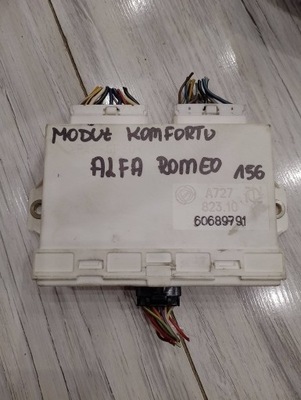 MODUŁ KOMFORTU
ALFA ROMEO 156
A727
823.10
60689791